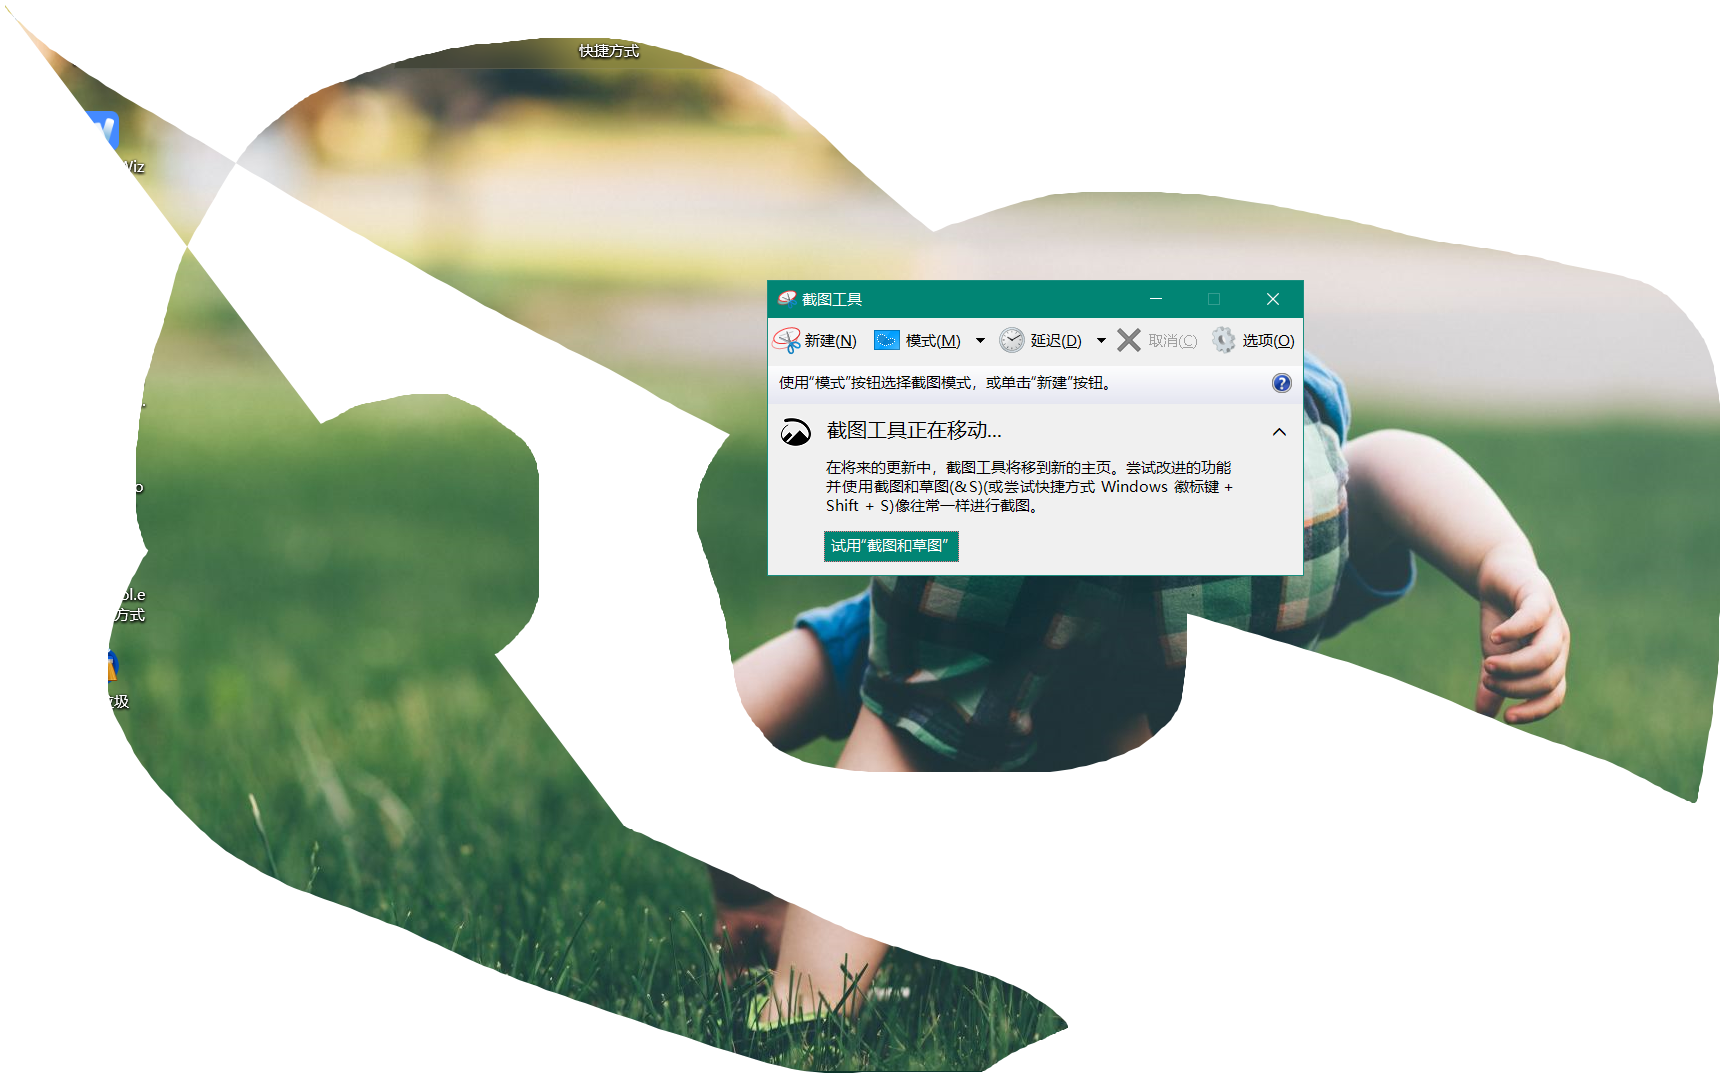 快捷方式
Wiz
截图工具
新建(N)
模式(M)
延迟(D)
取消(C)
选项(O)
使用“模式”按钮选择截图模式，或单击“新建”按钮。
截图工具正在移动...
在将来的更新中，截图工具将移到新的主页。尝试改进的功能
并使用截图和草图(&S)(或尝试快捷方式 Windows 徽标键 +
Shift + S)像往常一样进行截图。
试用“截图和草图”
o
ol.e
方式
圾